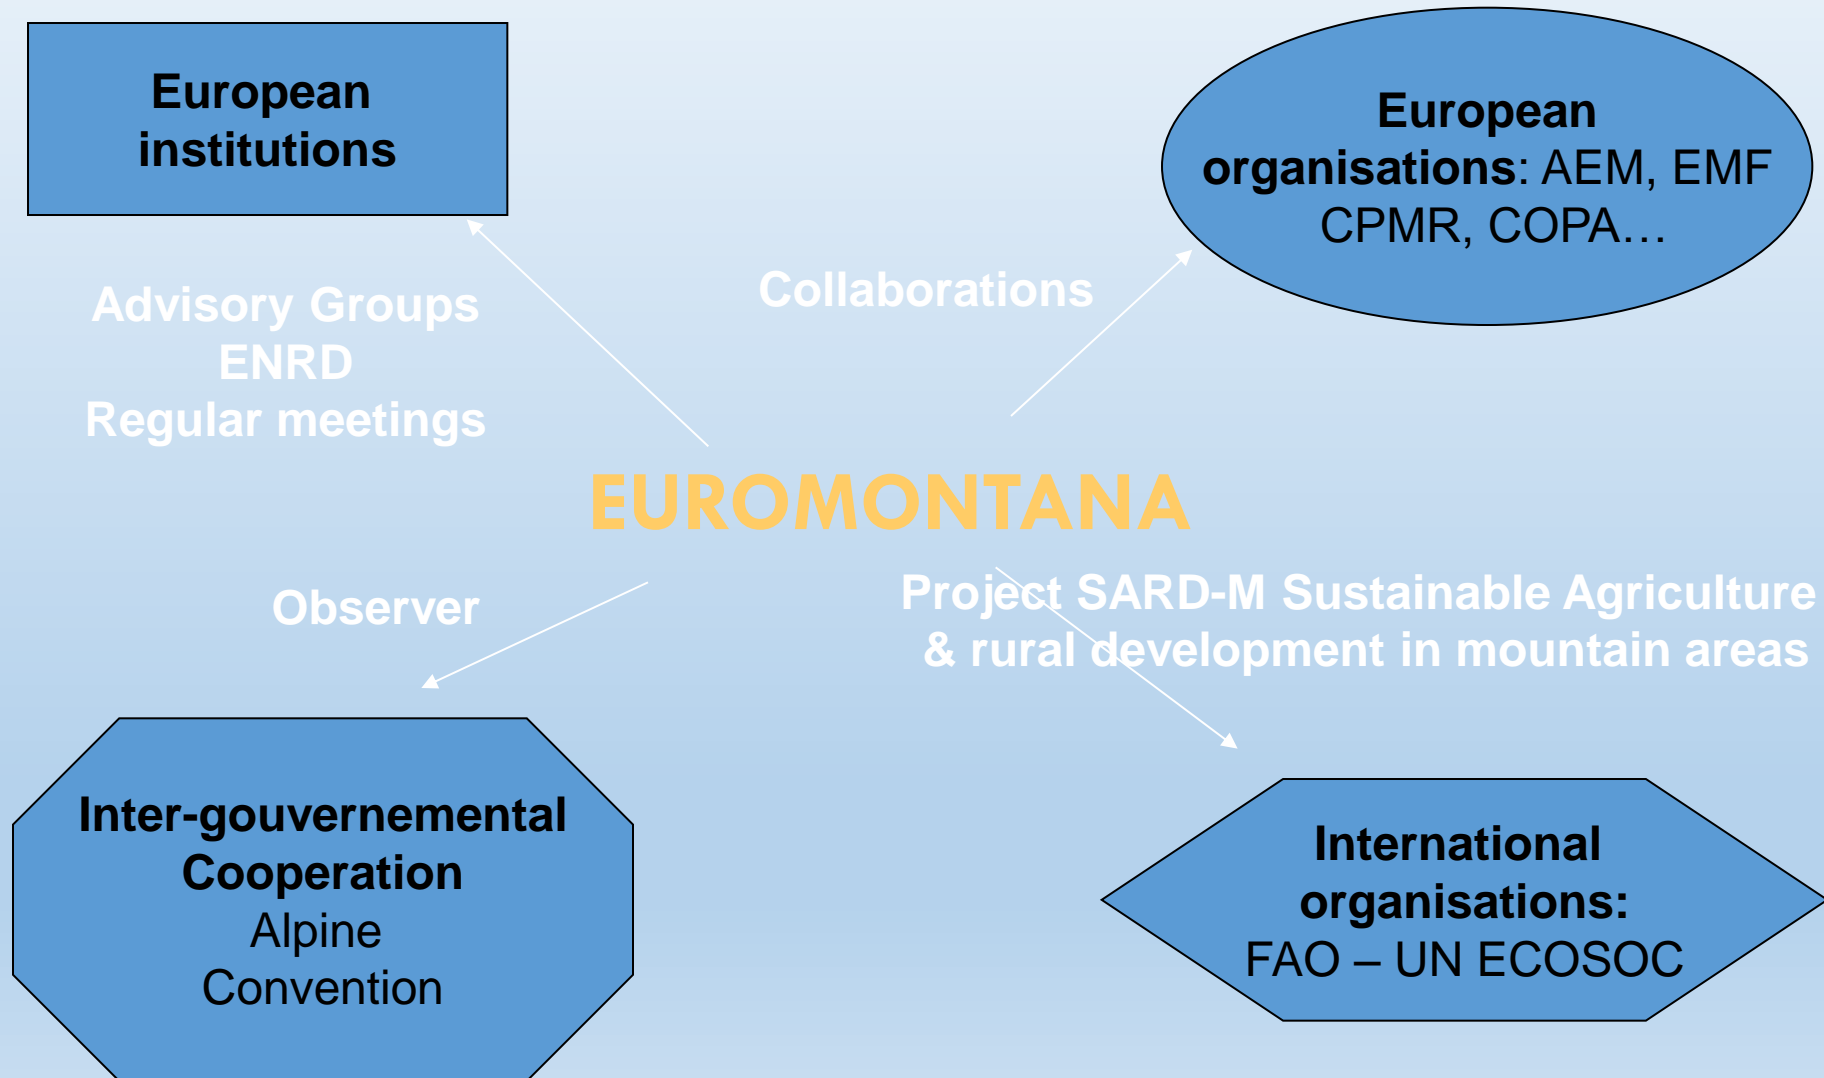 European
institutions
European
organisations: AEM, EMF
CPMR, COPA…
Advisory Groups
ENRD
Regular meetings
Collaborations
EUROMONTANA
Observer
Project SARD-M Sustainable Agriculture
& rural development in mountain areas
Inter-gouvernemental
Cooperation
Alpine
Convention
International
organisations:
FAO – UN ECOSOC